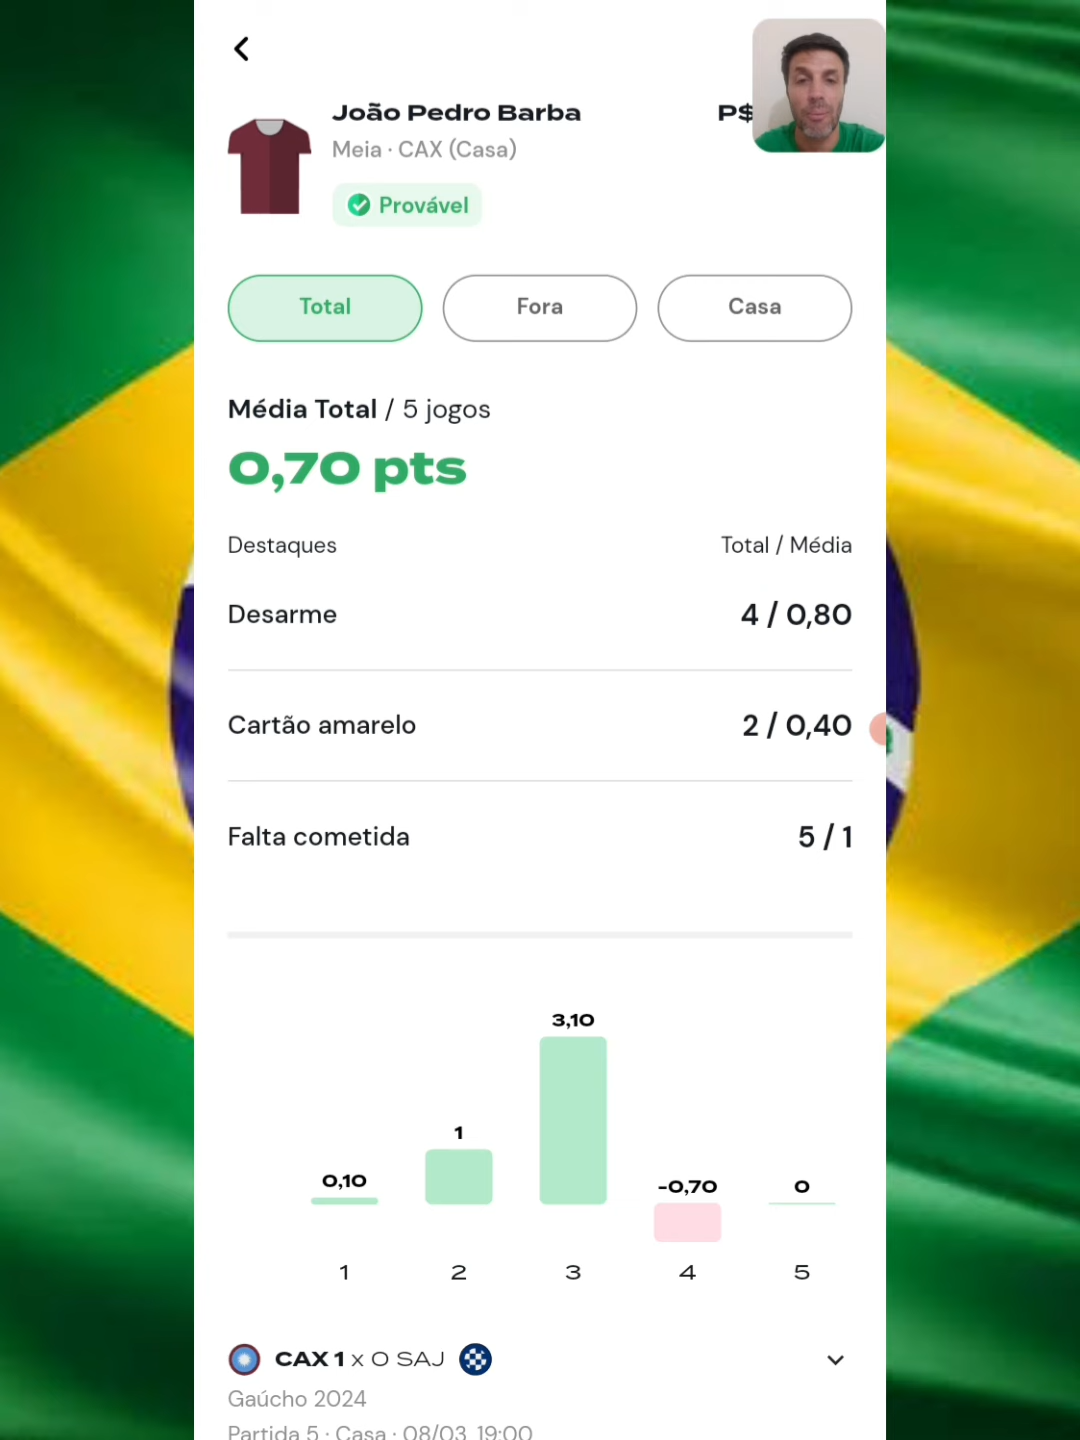 João Pedro Barba
P$
Meia · CAX (Casa)
Provável
Total
Fora
Casa
Média Total / 5 jogos
0,70 pts
Destaques
Total / Média
Desarme
4 / 0,80
Cartão amarelo
2 / 0,40
Falta cometida
5 / 1
3,10
1
0,10
-0,70
0
1
2
3
4
5
CAX 1 x 0 SAJ
Gaúcho 2024
Partida 5 · Casa · 08/03, 19:00